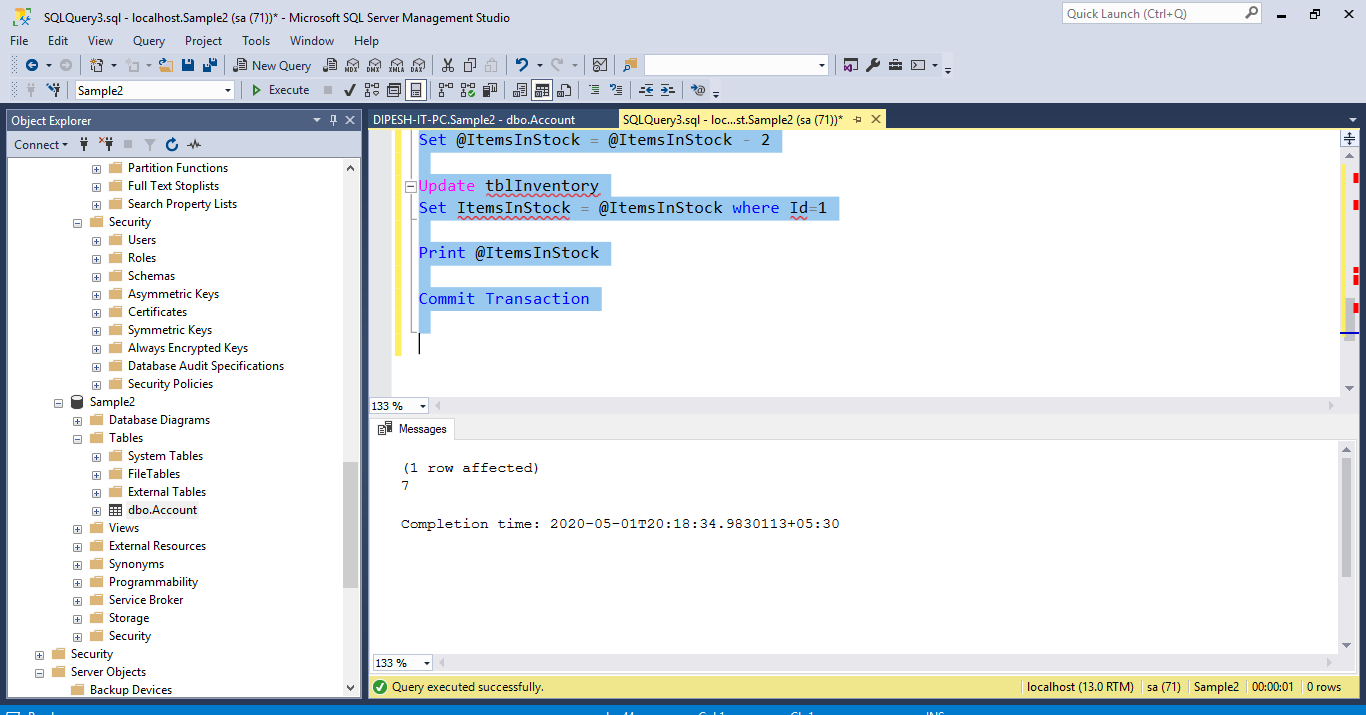 SQLQuery3.sql - localhost.Sample2 (sa (71))* - Microsoft SQL Server Management Studio
Quick Launch (Ctrl+Q)
File Edit View Query Project Tools Window Help
New Query MDX DMX XMLA DAX
Sample2 Execute
Object Explorer
Connect
Partition Functions
Full Text Stoplists
Search Property Lists
Security
Users
Roles
Schemas
Asymmetric Keys
Certificates
Symmetric Keys
Always Encrypted Keys
Database Audit Specifications
Security Policies
Sample2
Database Diagrams
Tables
System Tables
FileTables
External Tables
dbo.Account
Views
External Resources
Synonyms
Programmability
Service Broker
Storage
Security
Security
Server Objects
Backup Devices
DIPESH-IT-PC.Sample2 - dbo.Account
SQLQuery3.sql - loc...st.Sample2 (sa (71))*
Set @ItemsInStock = @ItemsInStock - 2
Update tblInventory
Set ItemsInStock = @ItemsInStock where Id=1
Print @ItemsInStock
Commit Transaction
133 %
Messages
(1 row affected)
7
Completion time: 2020-05-01T20:18:34.9830113+05:30
133 %
Query executed successfully.
localhost (13.0 RTM) sa (71) Sample2 00:00:01 0 rows